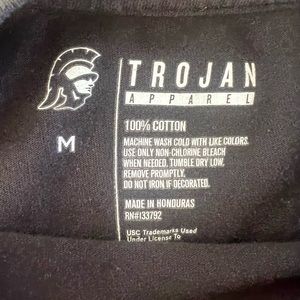 TROJAN
APPAREL
M
100% COTTON
MACHINE WASH COLD WITH LIKE COLORS.
USE ONLY NON-CHLORINE BLEACH
WHEN NEEDED. TUMBLE DRY LOW.
REMOVE PROMPTLY.
DO NOT IRON IF DECORATED.
MADE IN HONDURAS
RN#133792
USC Trademarks Used
Under License To